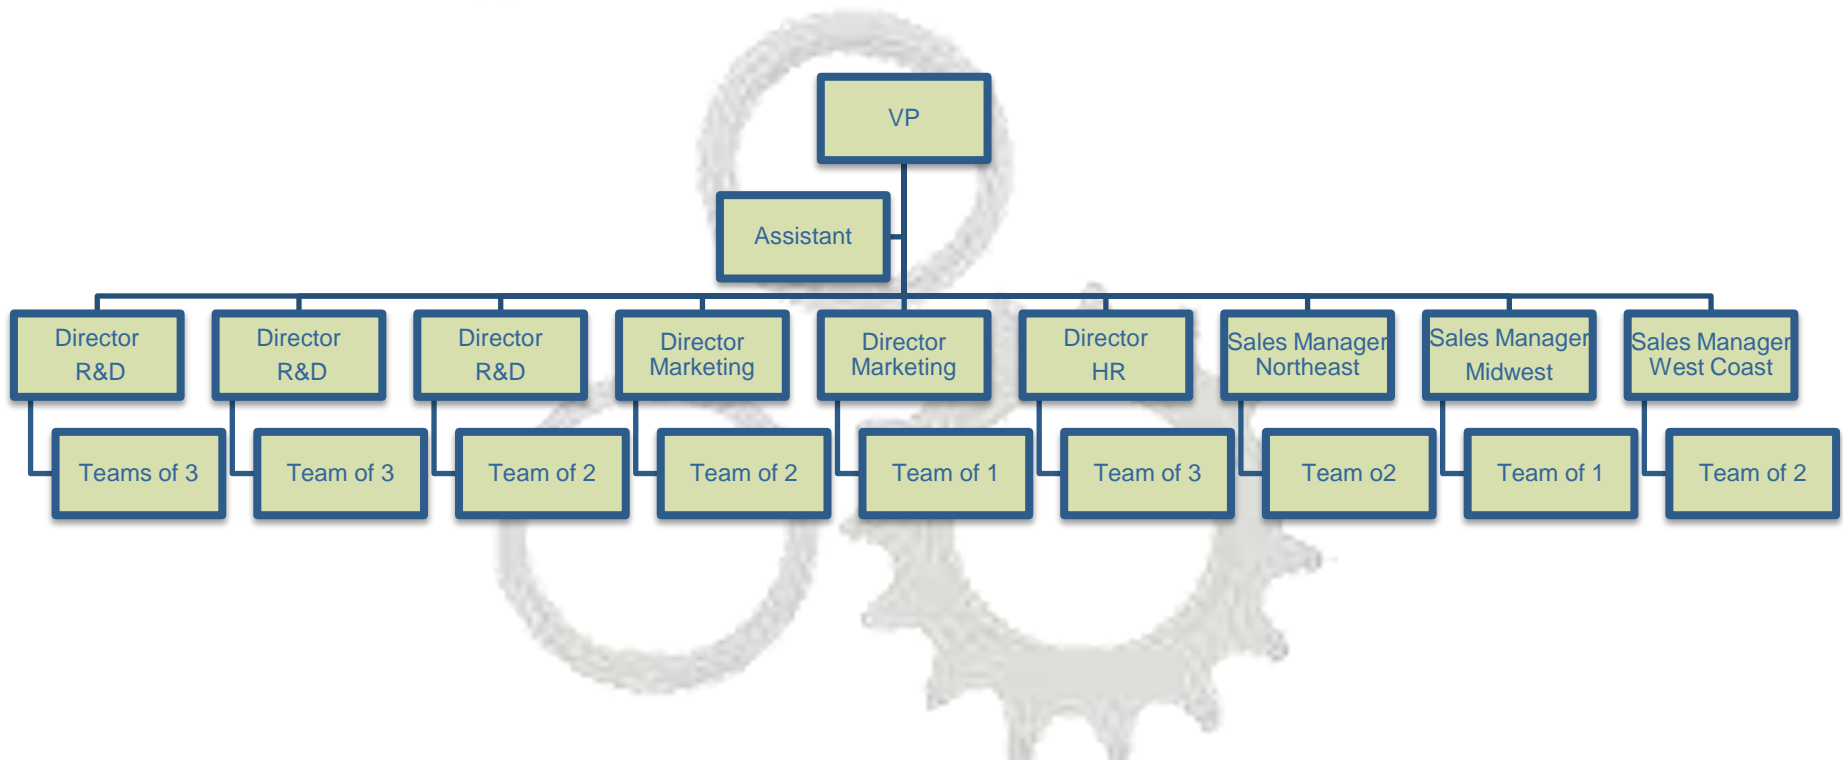 VP
Assistant
Director
R&D
Director
R&D
Director
R&D
Director
Marketing
Director
Marketing
Director
HR
Sales Manager
Northeast
Sales Manager
Midwest
Sales Manager
West Coast
Teams of 3
Team of 3
Team of 2
Team of 2
Team of 1
Team of 3
Team o2
Team of 1
Team of 2